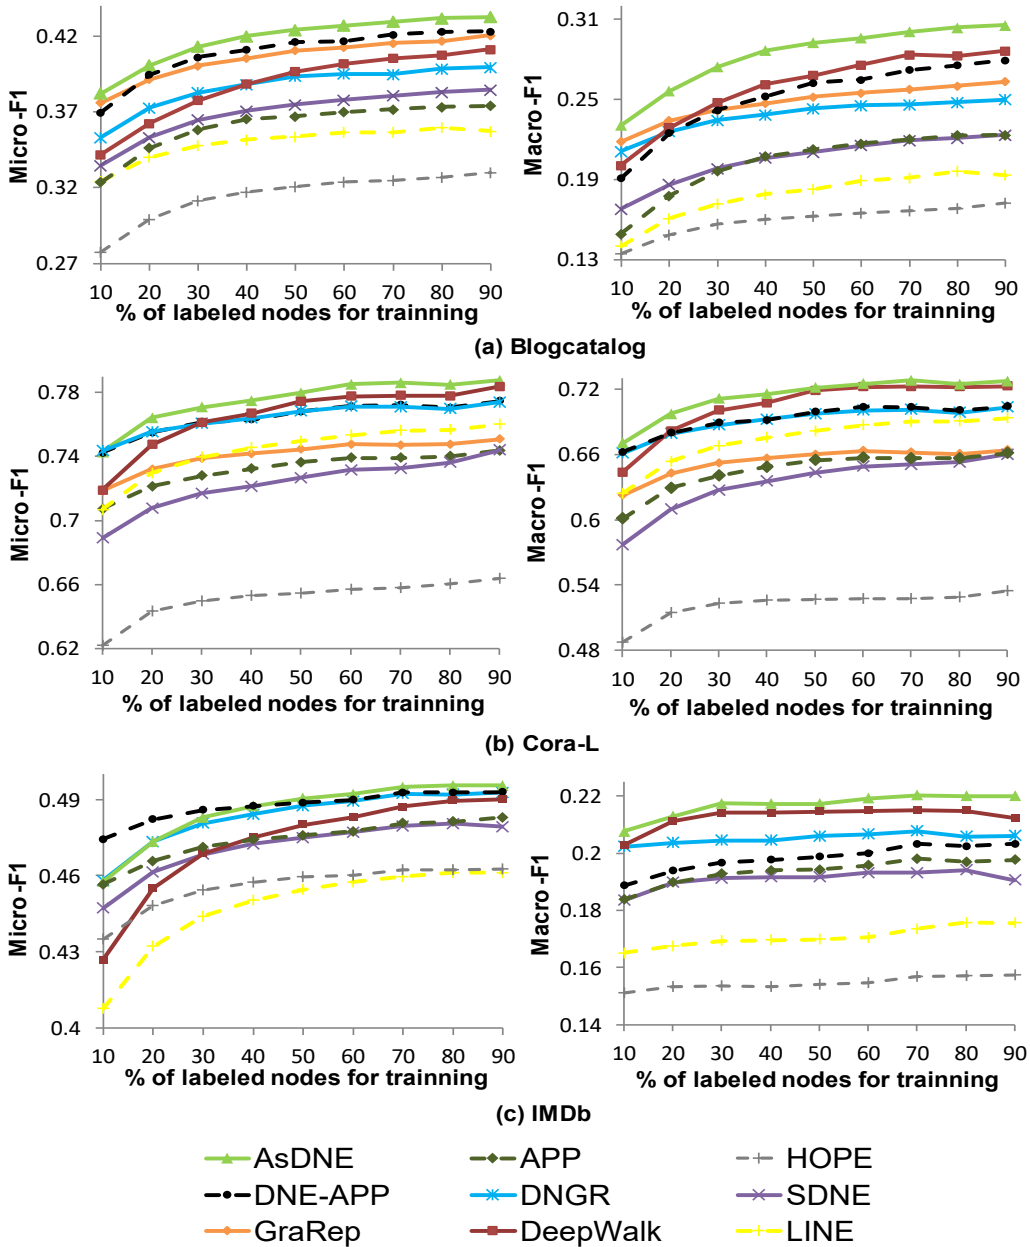 Micro -F1
0.42
0.37
0.32
0.27
10 20 30 40 50 60 70 80 90
% of labeled nodes for trainning
Macro -F1
0.31
0.25
0.19
0.13
10 20 30 40 50 60 70 80 90
% of labeled nodes for trainning
(a) Blogcatalog
Micro -F1
0.78
0.74
0.7
0.66
0.62
10 20 30 40 50 60 70 80 90
% of labeled nodes for trainning
Macro -F1
0.72
0.66
0.6
0.54
0.48
10 20 30 40 50 60 70 80 90
% of labeled nodes for trainning
(b) Cora-L
Micro -F1
0.49
0.46
0.43
0.4
10 20 30 40 50 60 70 80 90
% of labeled nodes for trainning
Macro -F1
0.22
0.2
0.18
0.16
0.14
10 20 30 40 50 60 70 80 90
% of labeled nodes for trainning
(c) IMDb
AsDNE APP HOPE
DNE-APP DNGR SDNE
GraRep DeepWalk LINE